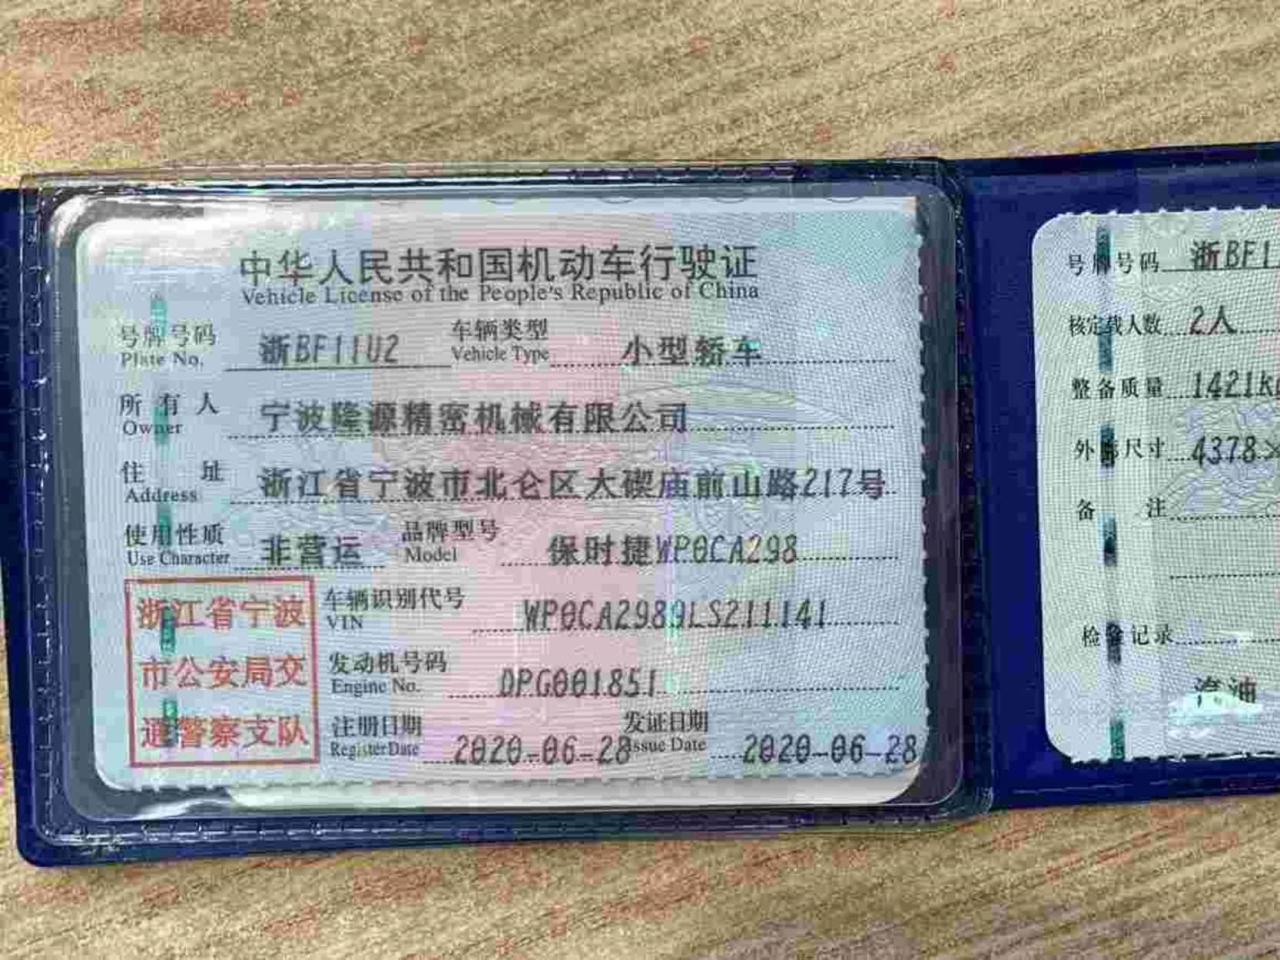 中华人民共和国机动车行驶证
Vehicle License of the People's Republic of China
号牌号码 浙BF11U2 车辆类型 小型轿车
Plate No. Vehicle Type
所有人 宁波隆源精密机械有限公司
Owner
住址 浙江省宁波市北仑区大碶庙前山路217号
Address
使用性质 非营运 品牌型号 保时捷WP0CA298
Use Character Model
浙江省宁波
市公安局交
通警察支队
车辆识别代号 WP0CA2989LS211141
VIN
发动机号码 DPG001851
Engine No.
注册日期 2020-06-28 发证日期 2020-06-28
Register Date Issue Date
号牌号码 浙BF1
核定载人数 2人
整备质量 1421k
外廓尺寸 4378×
备注
检验记录
汽油